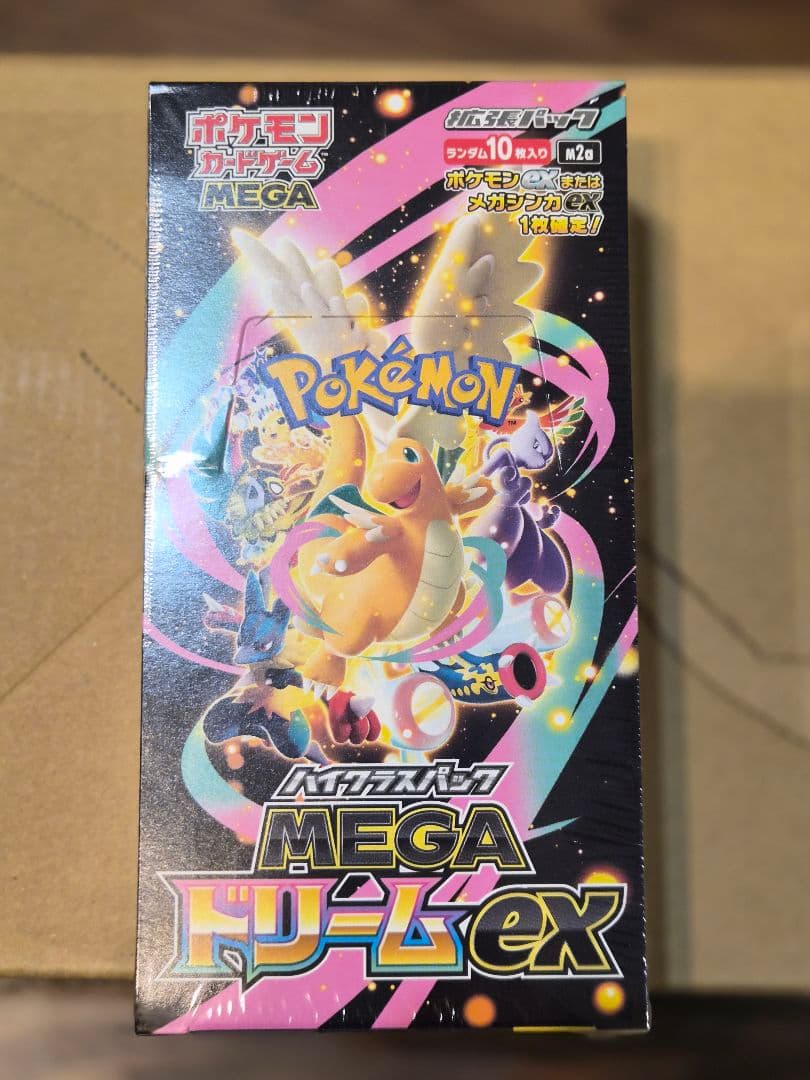 ポケモン
カードゲーム
MEGA
拡張パック
ランダム10枚入り
M2a
ポケモンexまたは
メガシンカex
1枚確定!
POKéMON
TM
ハイクラスパック
MEGA
ドリームex